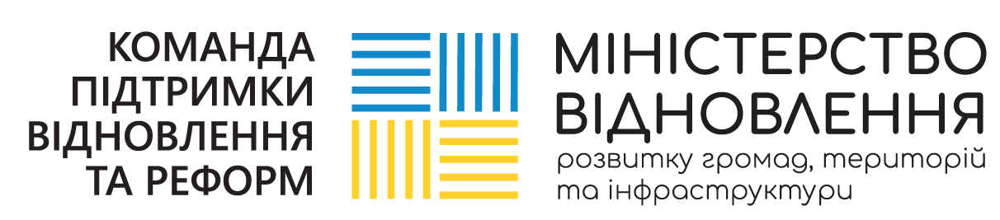 КОМАНДА
ПІДТРИМКИ
ВІДНОВЛЕННЯ
ТА РЕФОРМ
МІНІСТЕРСТВО
ВІДНОВЛЕННЯ
розвитку громад, територій
та інфраструктури